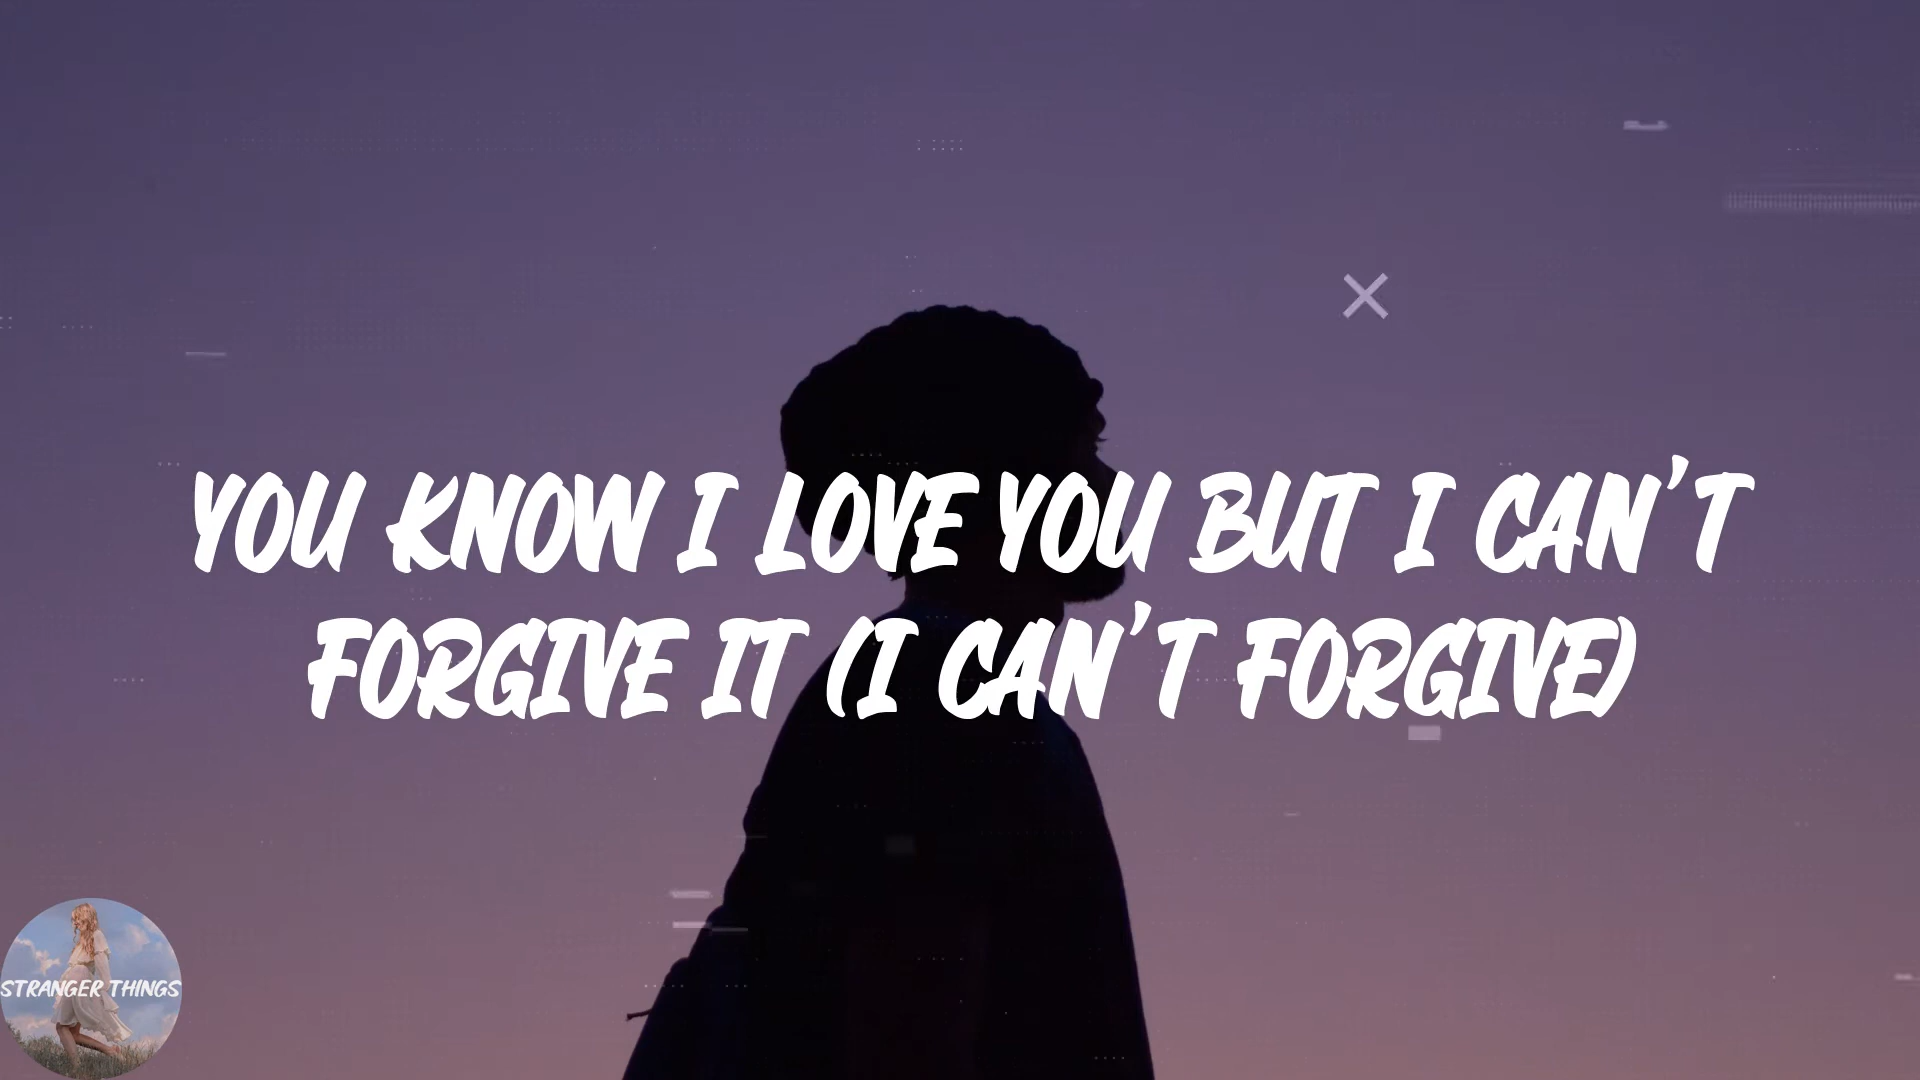 YOU KNOW I LOVE YOU BUT I CAN'T
FORGIVE IT (I CAN'T FORGIVE)
STRANGER THINGS